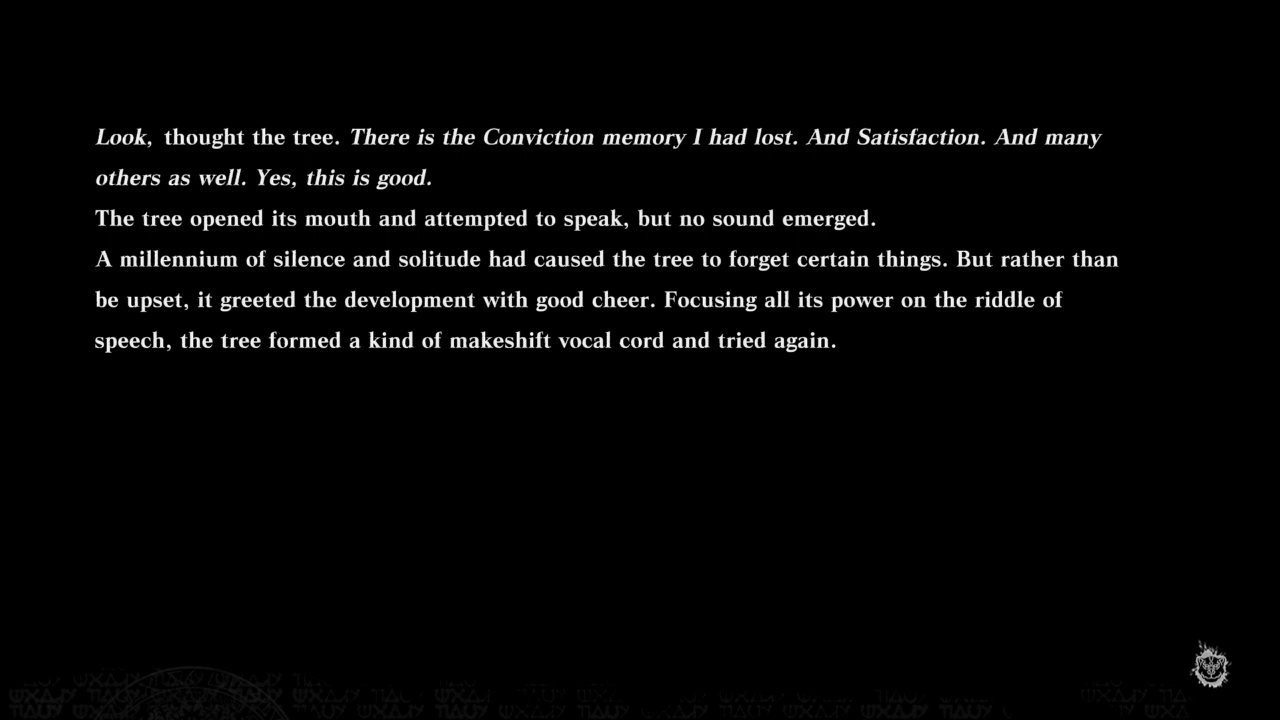 Look, thought the tree. There is the Conviction memory I had lost. And Satisfaction. And many
others as well. Yes, this is good.
The tree opened its mouth and attempted to speak, but no sound emerged.
A millennium of silence and solitude had caused the tree to forget certain things. But rather than
be upset, it greeted the development with good cheer. Focusing all its power on the riddle of
speech, the tree formed a kind of makeshift vocal cord and tried again.